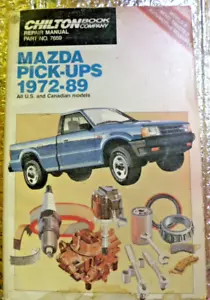 CHILTON BOOK COMPANY
REPAIR MANUAL
PART NO. 7659
MAZDA
PICK-UPS
1972-89
All U.S. and Canadian models